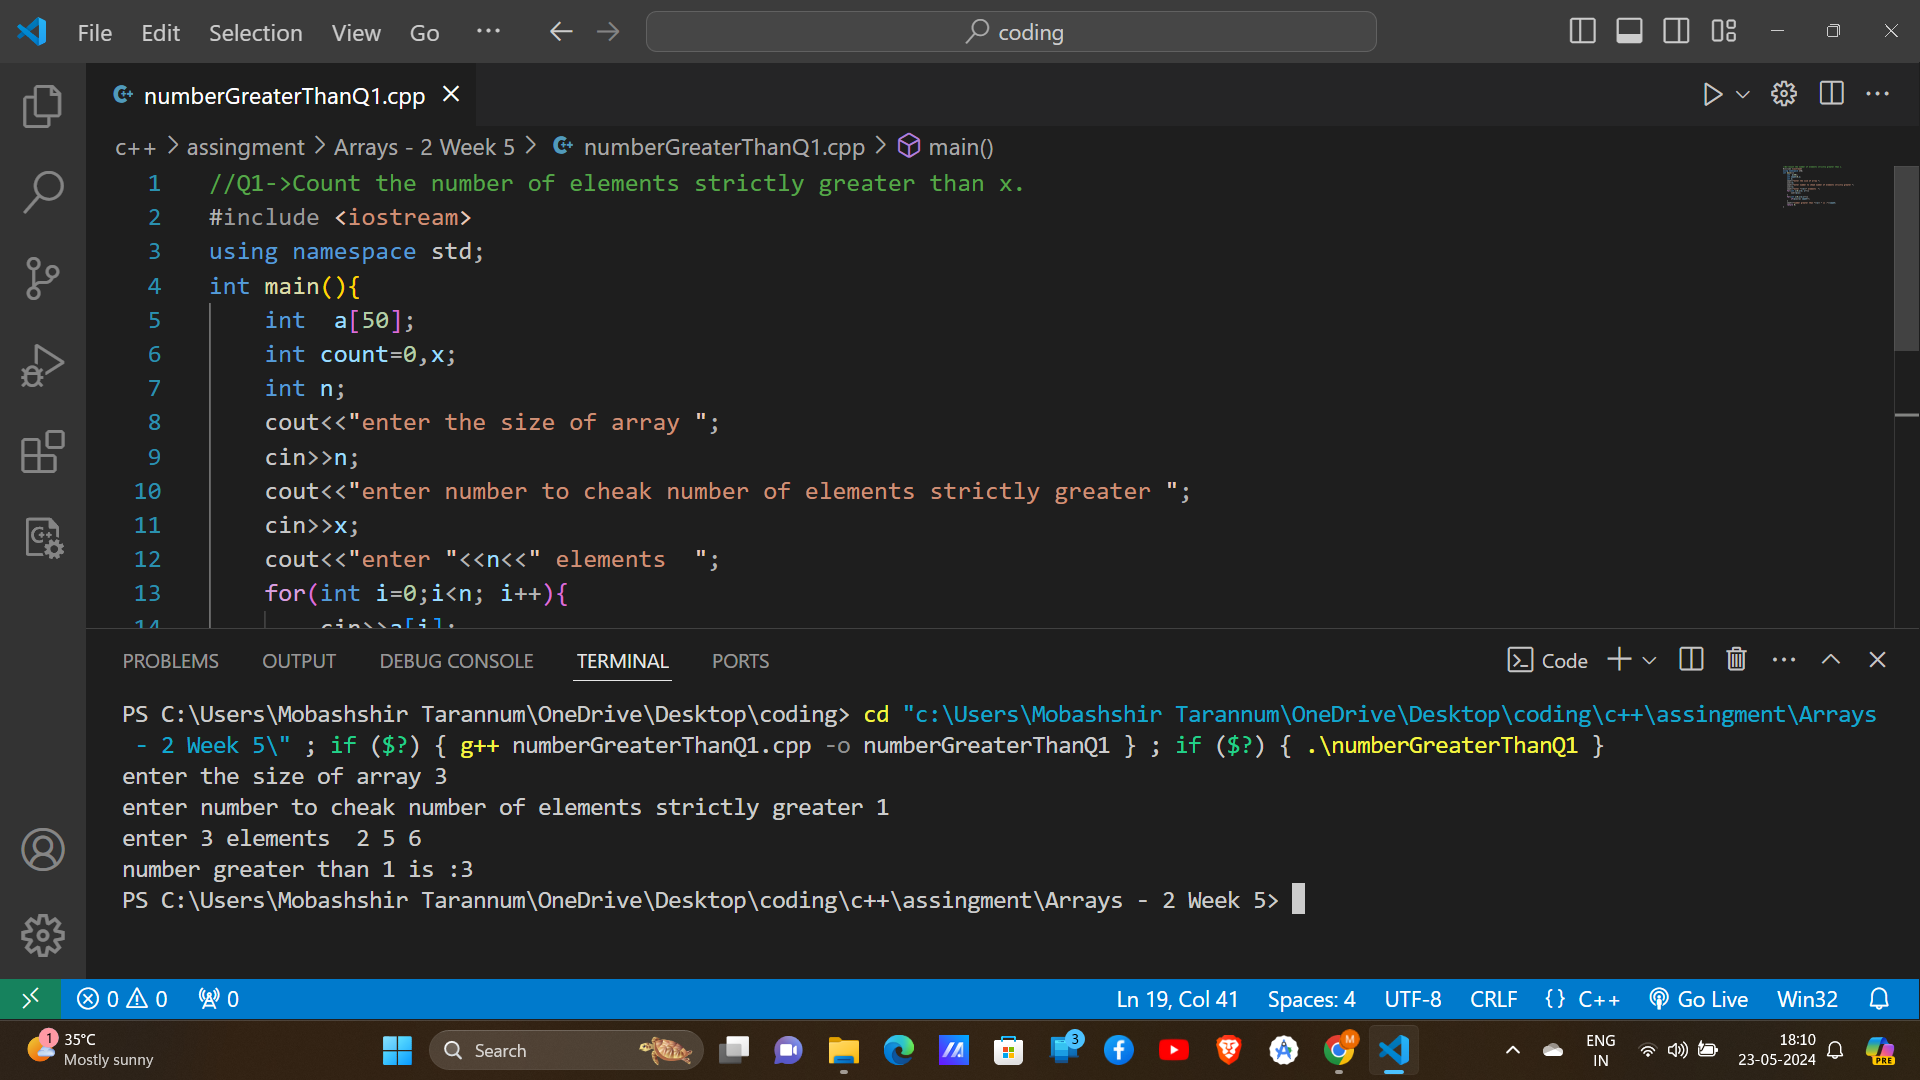 File Edit Selection View Go ··· coding
numberGreaterThanQ1.cpp
c++ > assingment > Arrays - 2 Week 5 > numberGreaterThanQ1.cpp > main()
1 //Q1->Count the number of elements strictly greater than x.
2 #include <iostream>
3 using namespace std;
4 int main(){
5 int  a[50];
6 int count=0,x;
7 int n;
8 cout<<"enter the size of array ";
9 cin>>n;
10 cout<<"enter number to cheak number of elements strictly greater ";
11 cin>>x;
12 cout<<"enter "<<n<<" elements  ";
13 for(int i=0;i<n; i++){
14 cin>>a[i];
PROBLEMS OUTPUT DEBUG CONSOLE TERMINAL PORTS Code
PS C:\Users\Mobashshir Tarannum\OneDrive\Desktop\coding> cd "c:\Users\Mobashshir Tarannum\OneDrive\Desktop\coding\c++\assingment\Arrays
- 2 Week 5\" ; if ($?) { g++ numberGreaterThanQ1.cpp -o numberGreaterThanQ1 } ; if ($?) { .\numberGreaterThanQ1 }
enter the size of array 3
enter number to cheak number of elements strictly greater 1
enter 3 elements  2 5 6
number greater than 1 is :3
PS C:\Users\Mobashshir Tarannum\OneDrive\Desktop\coding\c++\assingment\Arrays - 2 Week 5>
0 0 0 Ln 19, Col 41 Spaces: 4 UTF-8 CRLF {} C++ Go Live Win32
1 35°C
Mostly sunny
Search
3
M
ENG
IN
18:10
23-05-2024
PRE